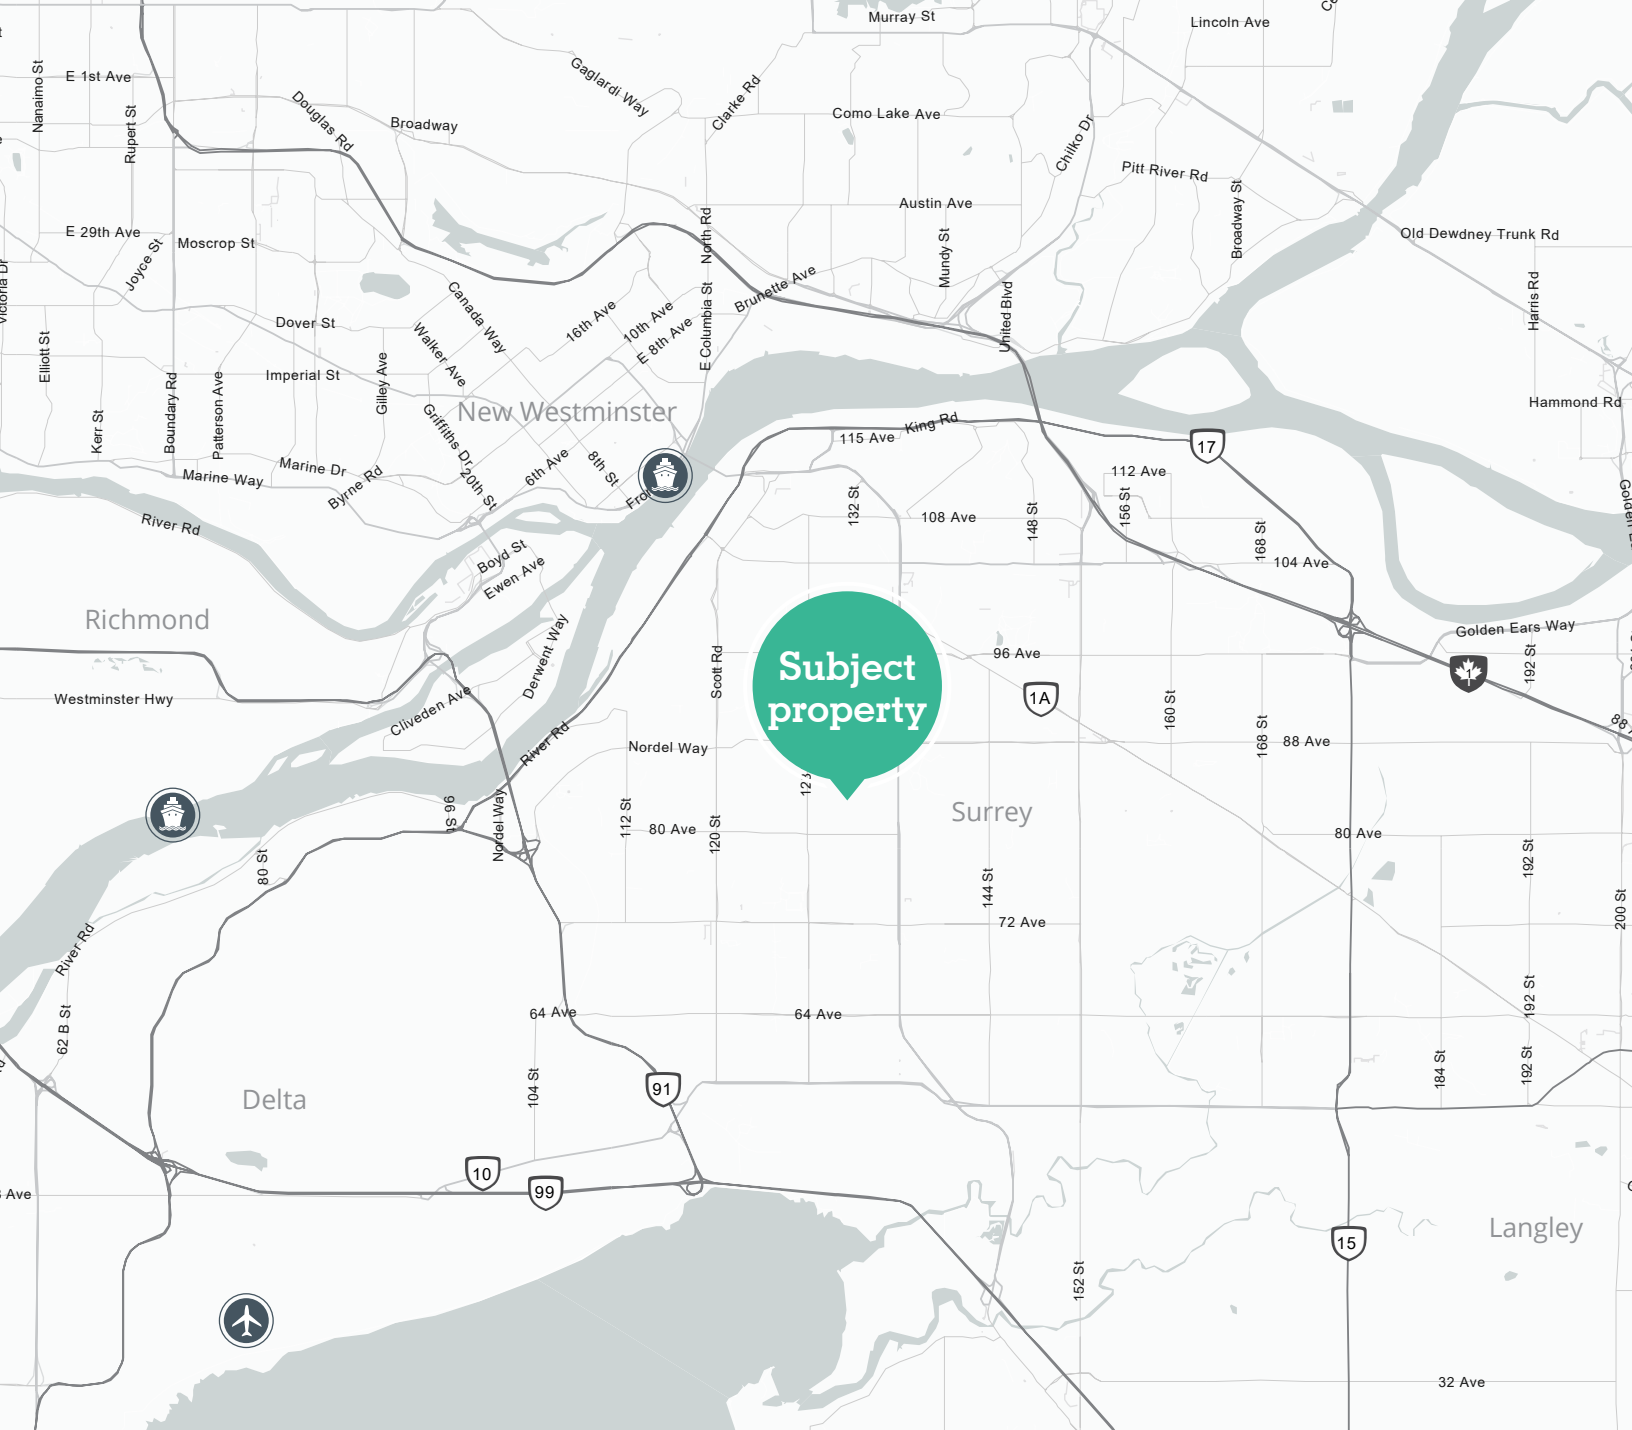 Murray St
Lincoln Ave
E 1st Ave
Nanaimo St
Rupert St
Douglas Rd
Broadway
Gaglardi Way
Clarke Rd
Como Lake Ave
Chilko Dr
Pitt River Rd
Broadway St
Austin Ave
Mundy St
North Rd
Old Dewdney Trunk Rd
Harris Rd
E 29th Ave
Joyce St
Moscrop St
Victoria Dr
Elliott St
Dover St
Canada Way
Walker Ave
16th Ave
10th Ave
E 8th Ave
E Columbia St
Brunette Ave
United Blvd
Imperial St
Gilley Ave
Kerr St
Boundary Rd
Patterson Ave
Griffiths Dr
New Westminster
Hammond Rd
King Rd
115 Ave
17
112 Ave
Marine Way
Marine Dr
Byrne Rd
20th St
6th Ave
8th St
River Rd
132 St
108 Ave
148 St
156 St
168 St
104 Ave
Boyd St
Ewen Ave
Richmond
Derwent Way
Golden Ears Way
Westminster Hwy
Cliveden Ave
Scott Rd
Subject
property
96 Ave
1A
160 St
168 St
192 St
1
River Rd
Nordel Way
88 Ave
96 St
Nordel Way
112 St
80 Ave
120 St
Surrey
80 Ave
80 St
144 St
192 St
200 St
72 Ave
River Rd
62 B St
64 Ave
64 Ave
192 St
104 St
91
184 St
192 St
Delta
10
99
Langley
15
152 St
32 Ave